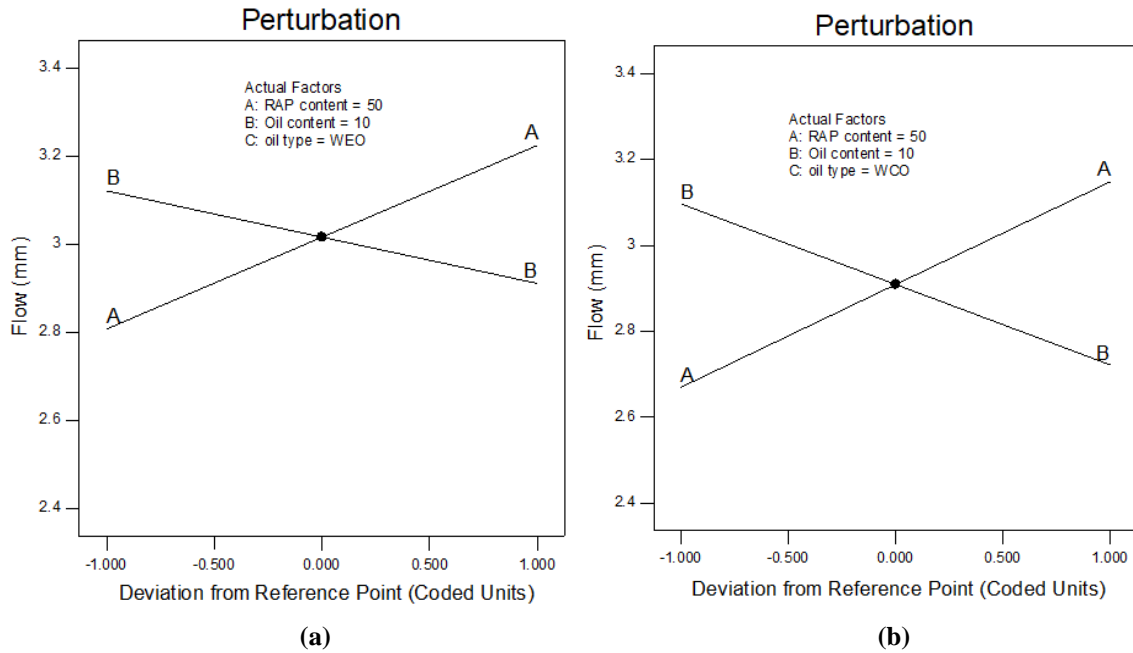 Perturbation
3.4
3.2
3
2.8
2.6
2.4
Flow (mm)
Actual Factors
A: RAP content = 50
B: Oil content = 10
C: oil type = WEO
B
A
A
B
-1.000
-0.500
0.000
0.500
1.000
Deviation from Reference Point (Coded Units)
(a)
Perturbation
3.4
3.2
3
2.8
2.6
2.4
Flow (mm)
Actual Factors
A: RAP content = 50
B: Oil content = 10
C: oil type = WCO
B
A
A
B
-1.000
-0.500
0.000
0.500
1.000
Deviation from Reference Point (Coded Units)
(b)